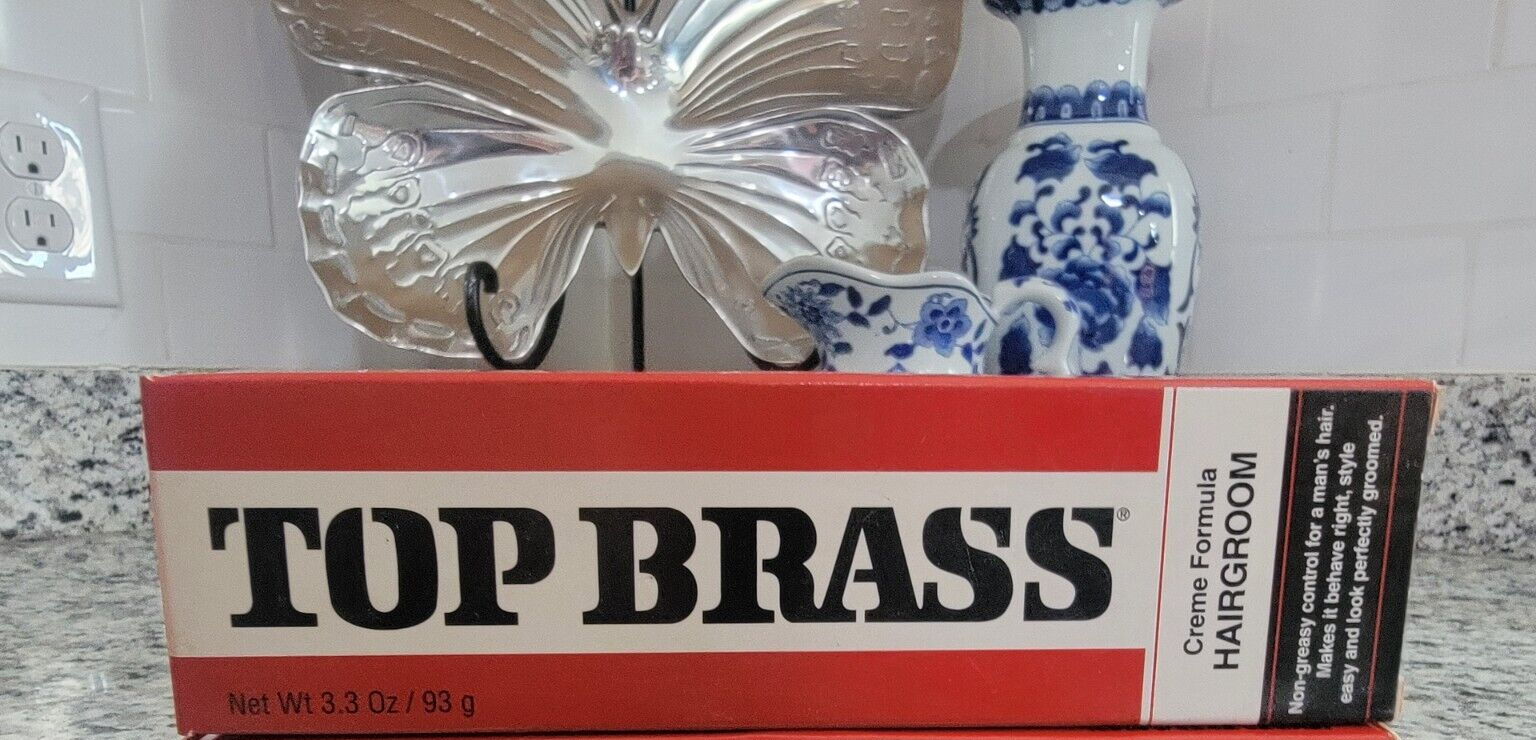 TOP BRASS®
Net Wt 3.3 Oz / 93 g
Creme Formula
HAIRGROOM
Non-greasy control for a man's hair.
Makes it behave right, style
easy and look perfectly groomed.